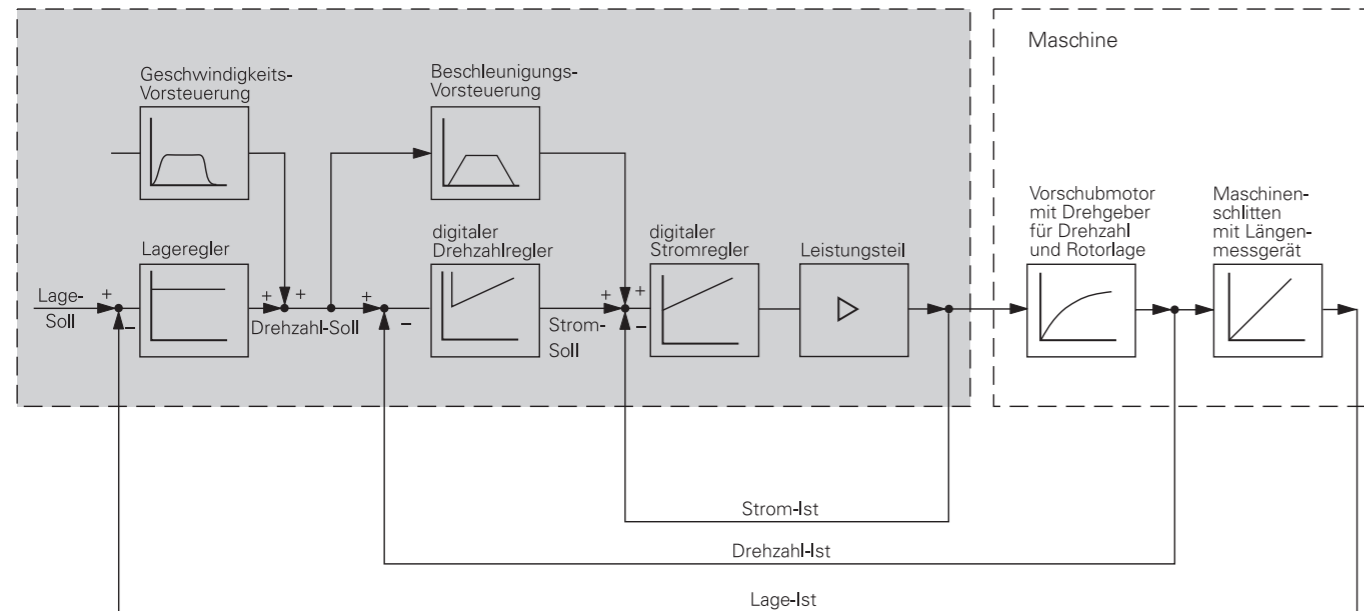 Maschine
Geschwindigkeits-
Vorsteuerung
Beschleunigungs-
Vorsteuerung
Lageregler
digitaler
Drehzahlregler
digitaler
Stromregler
Leistungsteil
Vorschubmotor
mit Drehgeber
für Drehzahl
und Rotorlage
Maschinen-
schlitten
mit Längen-
messgerät
Lage-
Soll
+
−
+
+
Drehzahl-Soll
+
−
Strom-
Soll
+
+
−
Strom-Ist
Drehzahl-Ist
Lage-Ist